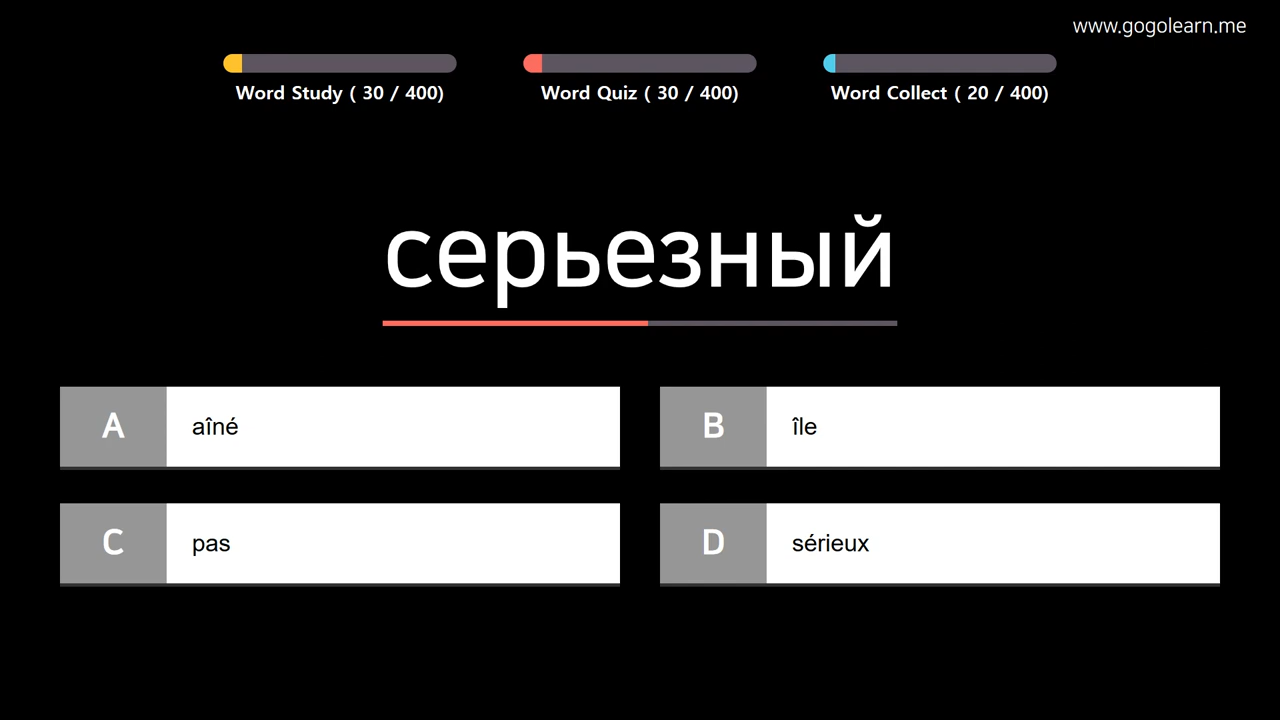 www.gogolearn.me
Word Study ( 30 / 400)
Word Quiz ( 30 / 400)
Word Collect ( 20 / 400)
серьезный
A aîné
B île
C pas
D sérieux